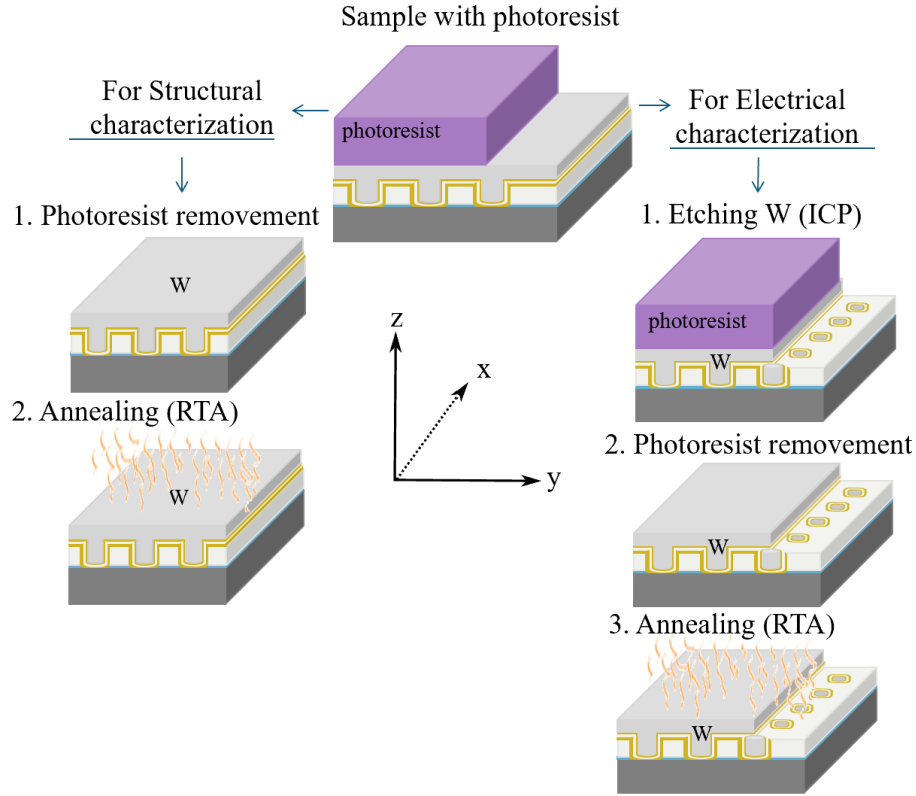 Sample with photoresist
photoresist
For Structural
characterization
1. Photoresist removement
W
2. Annealing (RTA)
W
z
x
y
For Electrical
characterization
1. Etching W (ICP)
photoresist
W
2. Photoresist removement
W
3. Annealing (RTA)
W